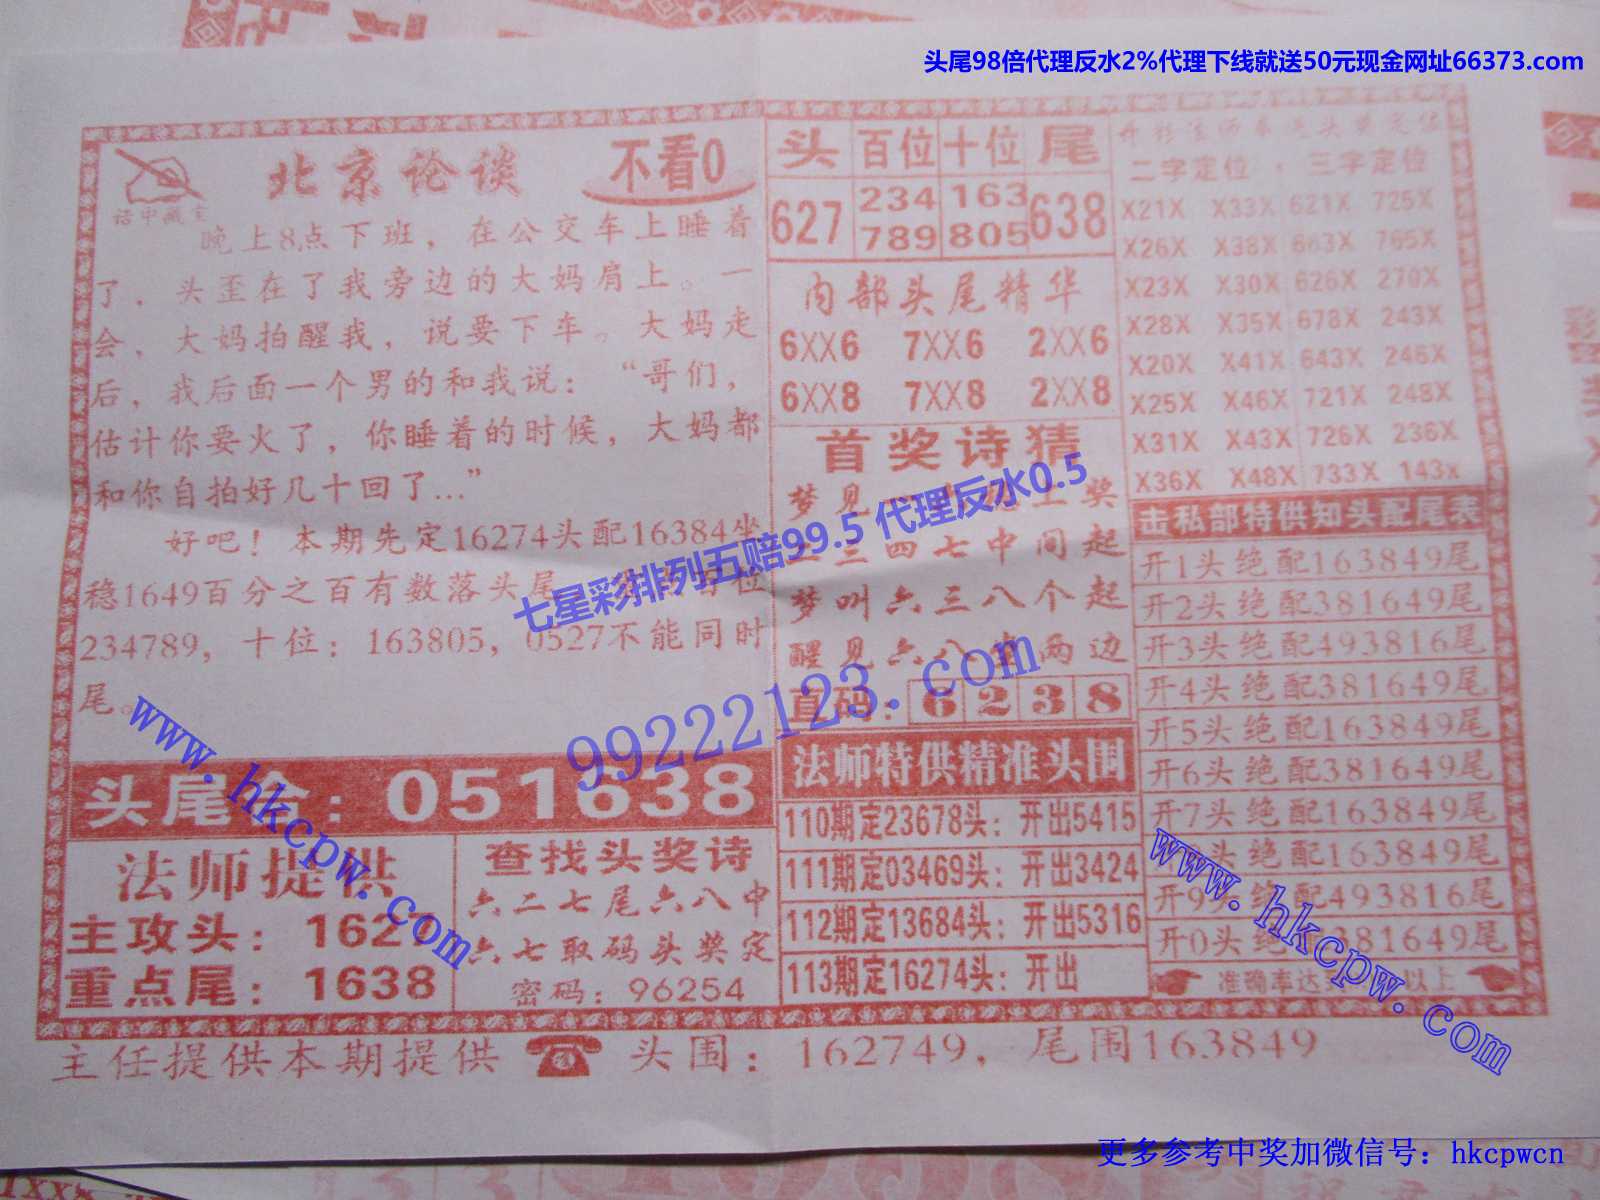 头尾98倍代理反水2%代理下线就送50元现金网址66373.com
话中藏玄
北京论谈
不看0
晚上8点下班，在公交车上睡着
了，头歪在了我旁边的大妈肩上。一
会，大妈拍醒我，说要下车。大妈走
后，我后面一个男的和我说：“哥们，
估计你要火了，你睡着的时候，大妈都
和你自拍好几十回了…”
好吧！本期先定16274头配16384坐
稳1649百分之百有数落头尾
位
234789，十位：163805，0527不能同时
尾。
头尾合：051638
法师提供
主攻头：1627
重点尾：1638
查找头奖诗
六二七尾六八中
六七取码头奖定
密码：96254
头 百位 十位 尾
627 234 163 638
789 805
内部头尾精华
6XX6 7XX6 2XX6
6XX8 7XX8 2XX8
首奖诗猜
梦见
奖
三四七中间起
梦叫六三八个起
醒见六八坐两边
直码：6 2 3 8
法师特供精准头围
110期定23678头：开出5415
111期定03469头：开出3424
112期定13684头：开出5316
113期定16274头：开出
二字定位，三字定位
X21X X33X 621X 725X
X26X X38X 663X 765X
X23X X30X 626X 270X
X28X X35X 678X 243X
X20X X41X 643X 246X
X25X X46X 721X 248X
X31X X43X 726X 236X
X36X X48X 733X 143x
击私部特供知头配尾表
开1头绝配163849尾
开2头绝配381649尾
开3头绝配493816尾
开4头绝配381649尾
开5头绝配163849尾
开6头绝配381649尾
开7头绝配163849尾
头绝配163849尾
开9头绝配493816尾
开0头绝配381649尾
准确率达
以上
主任提供本期提供 头围：162749，尾围163849
七星彩排列五赔99.5 代理反水0.5
99222123.com
www.hkcpw.com
www.hkcpw.com
更多参考中奖加微信号：hkcpwcn